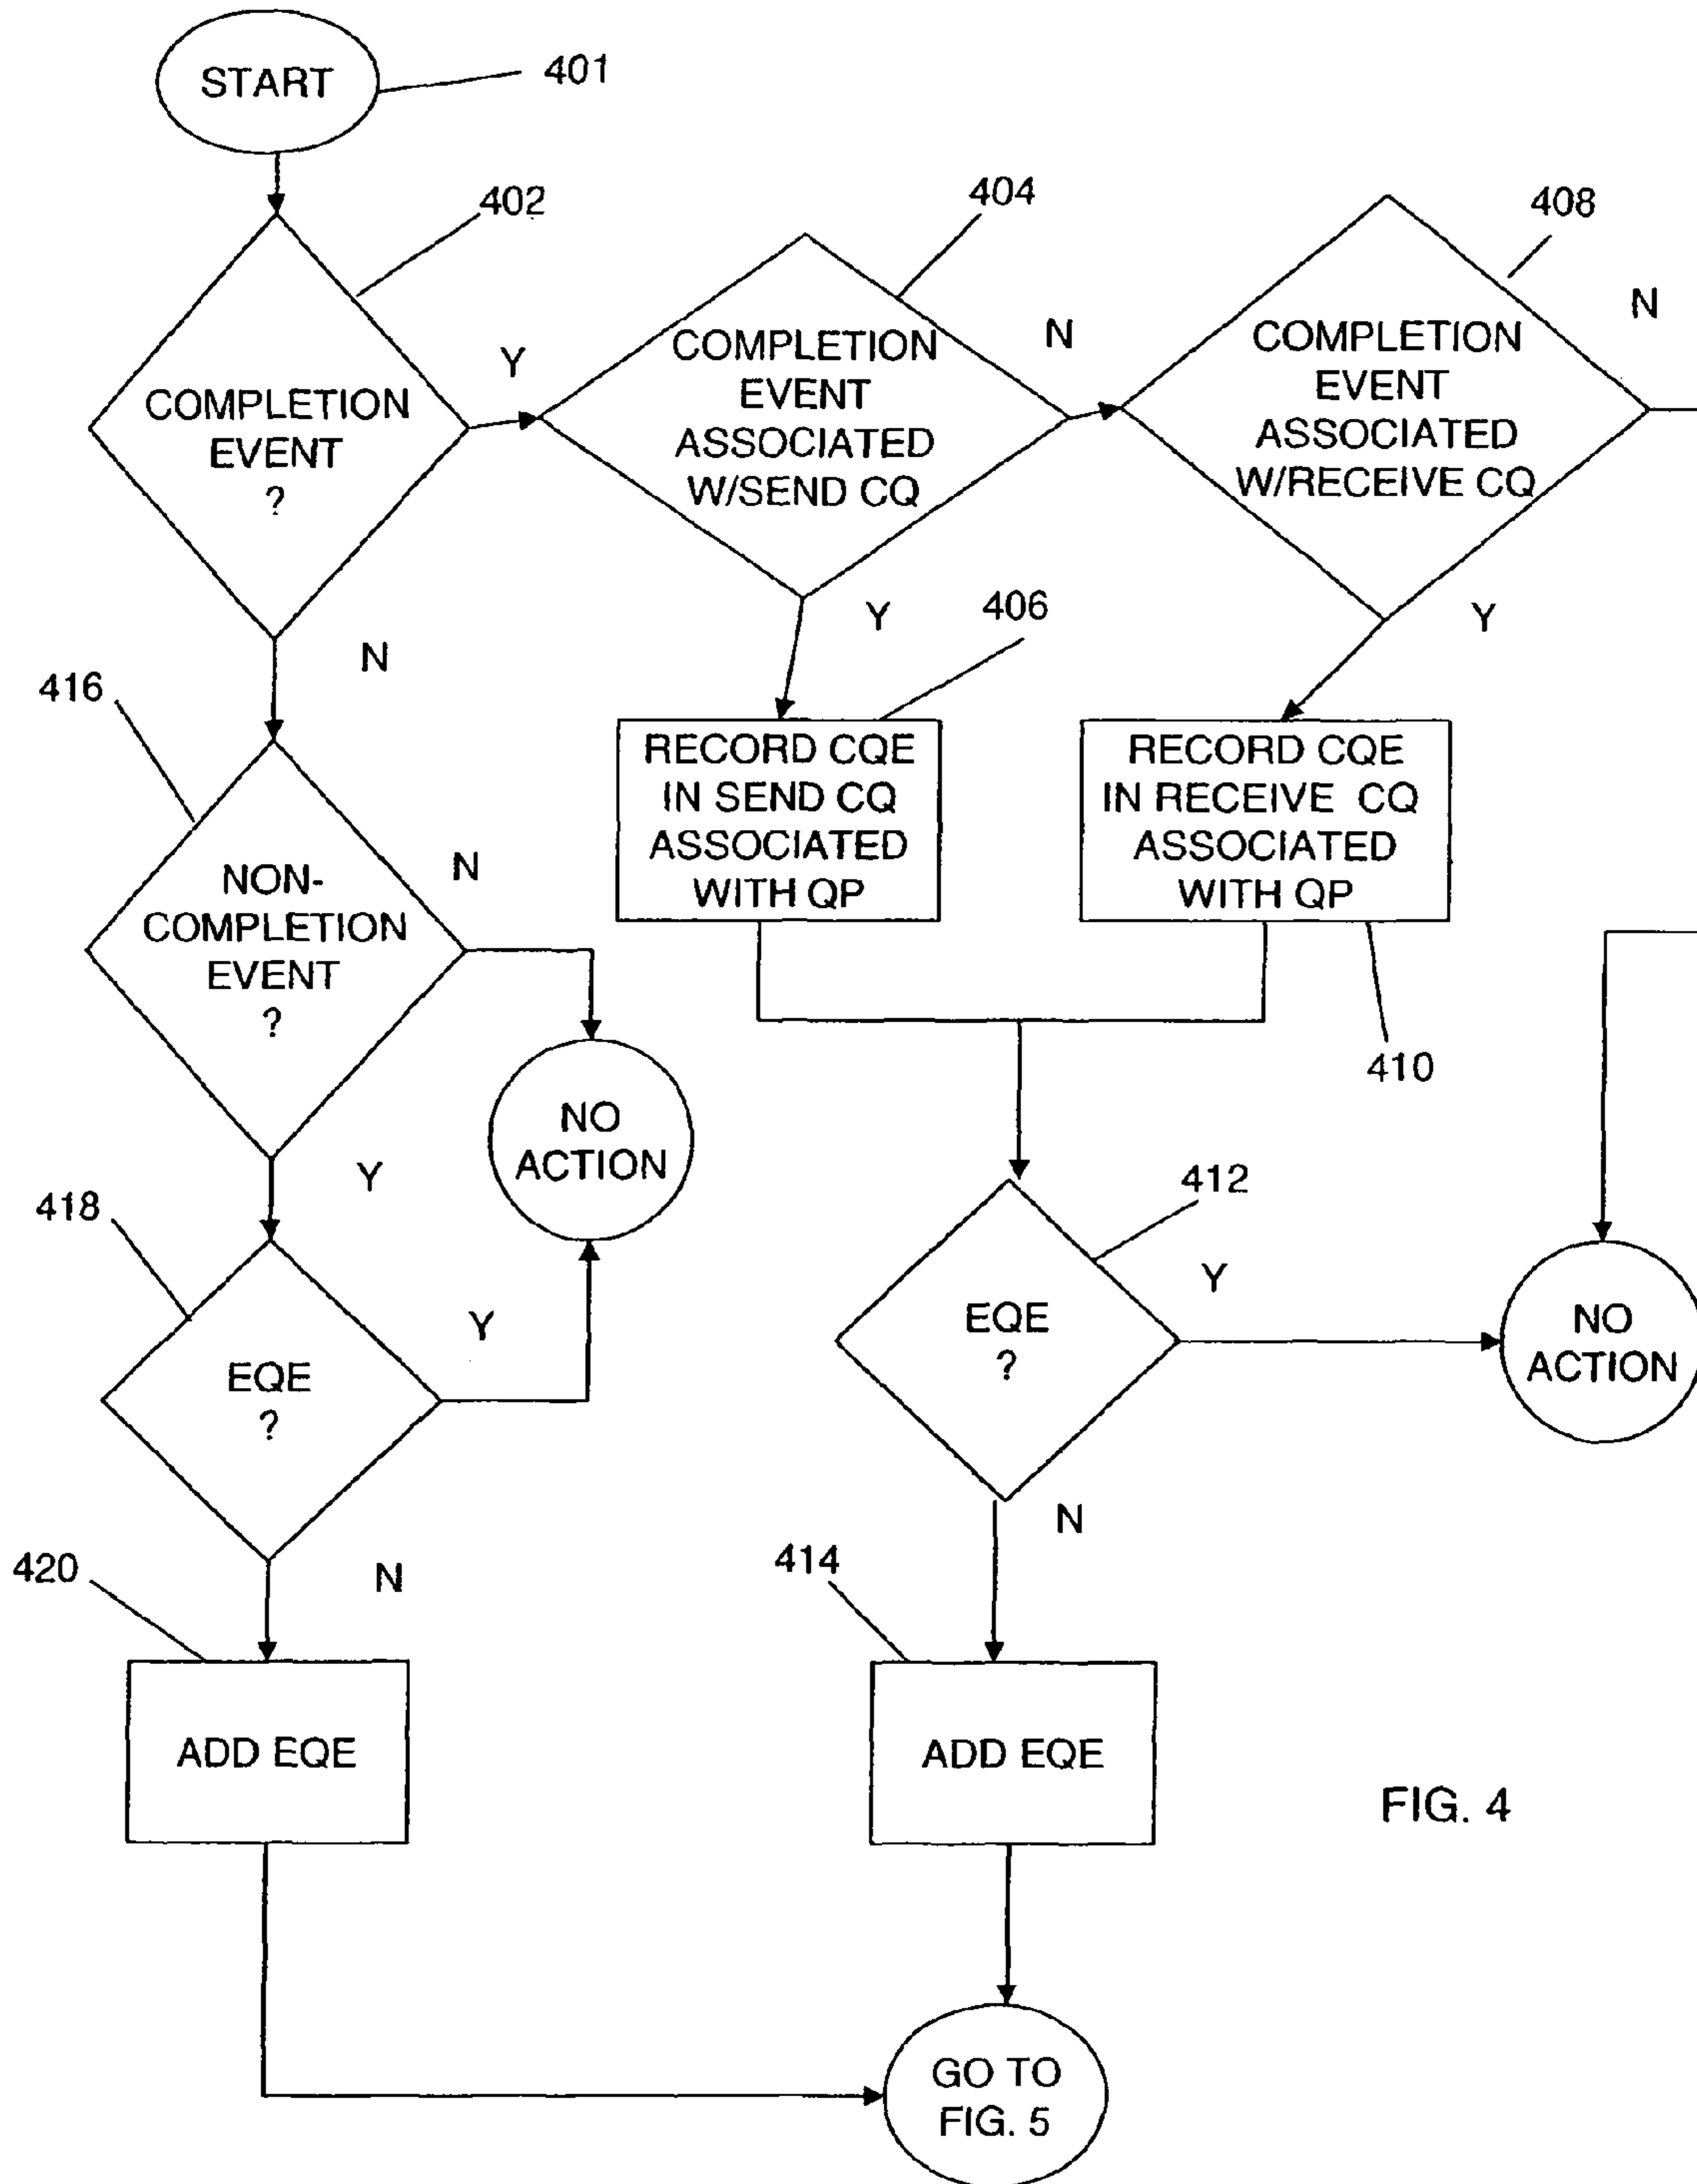 START
401
402
COMPLETION
EVENT
?
Y
N
404
COMPLETION
EVENT
ASSOCIATED
W/SEND CQ
N
Y
408
COMPLETION
EVENT
ASSOCIATED
W/RECEIVE CQ
N
Y
406
RECORD CQE
IN SEND CQ
ASSOCIATED
WITH QP
RECORD CQE
IN RECEIVE CQ
ASSOCIATED
WITH QP
410
416
NON-
COMPLETION
EVENT
?
N
Y
NO
ACTION
418
EQE
?
Y
N
412
EQE
?
Y
N
NO
ACTION
420
ADD EQE
414
ADD EQE
FIG. 4
GO TO
FIG. 5